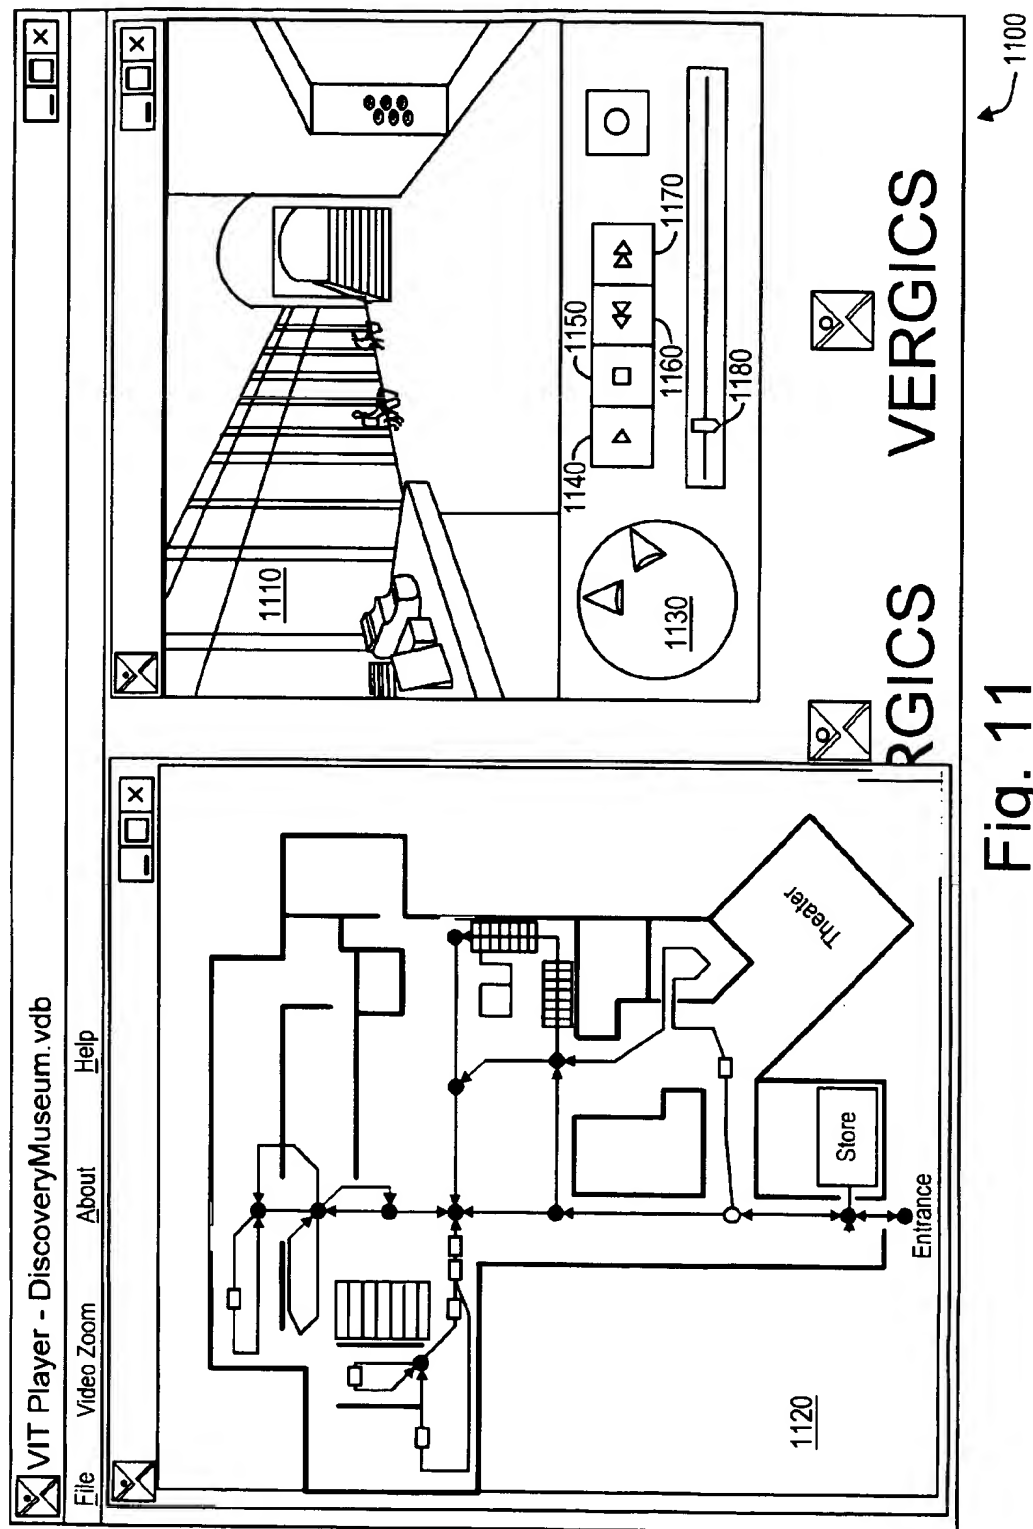 VIT Player - DiscoveryMuseum.vdb
File Video Zoom About Help
1110
1120
Theater
Store
Entrance
1130
1140
1150
1160
1170
1180
RGICS
VERGICS
Fig. 11
1100